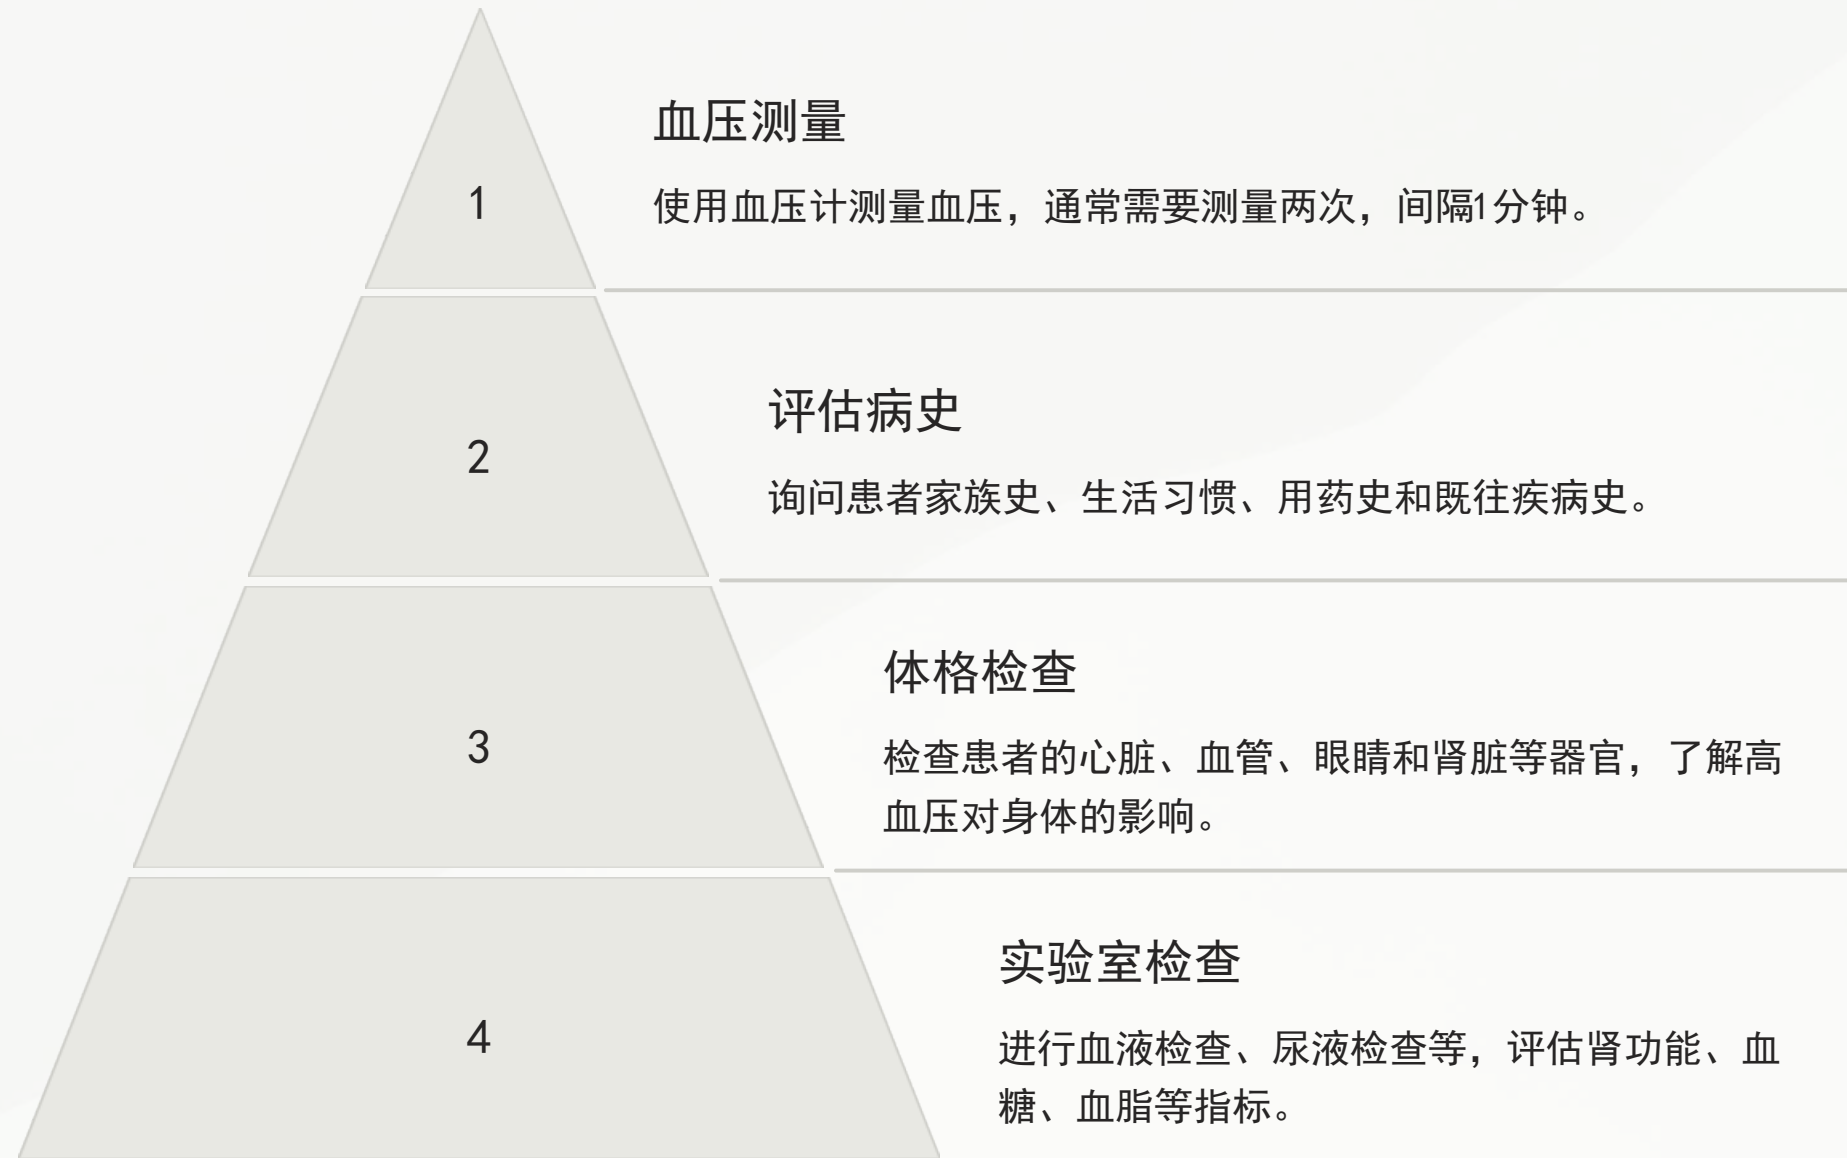 1
血压测量
使用血压计测量血压，通常需要测量两次，间隔1分钟。
2
评估病史
询问患者家族史、生活习惯、用药史和既往疾病史。
3
体格检查
检查患者的心脏、血管、眼睛和肾脏等器官，了解高
血压对身体的影响。
4
实验室检查
进行血液检查、尿液检查等，评估肾功能、血
糖、血脂等指标。